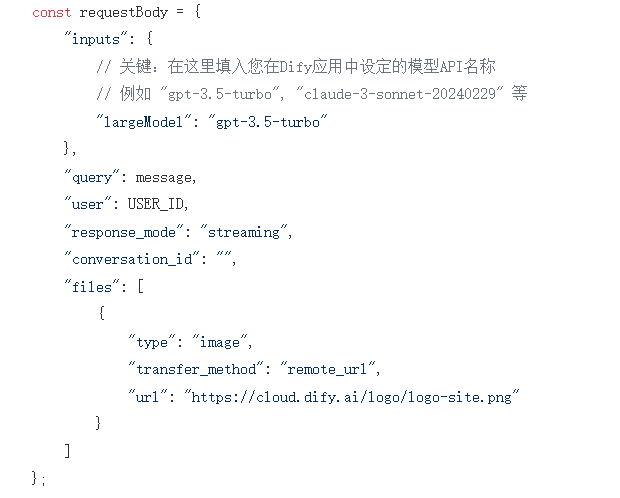 const requestBody = {
"inputs": {
// 关键：在这里填入您在Dify应用中设定的模型API名称
// 例如 "gpt-3.5-turbo", "claude-3-sonnet-20240229" 等
"largeModel": "gpt-3.5-turbo"
},
"query": message,
"user": USER_ID,
"response_mode": "streaming",
"conversation_id": "",
"files": [
{
"type": "image",
"transfer_method": "remote_url",
"url": "https://cloud.dify.ai/logo/logo-site.png"
}
]
};